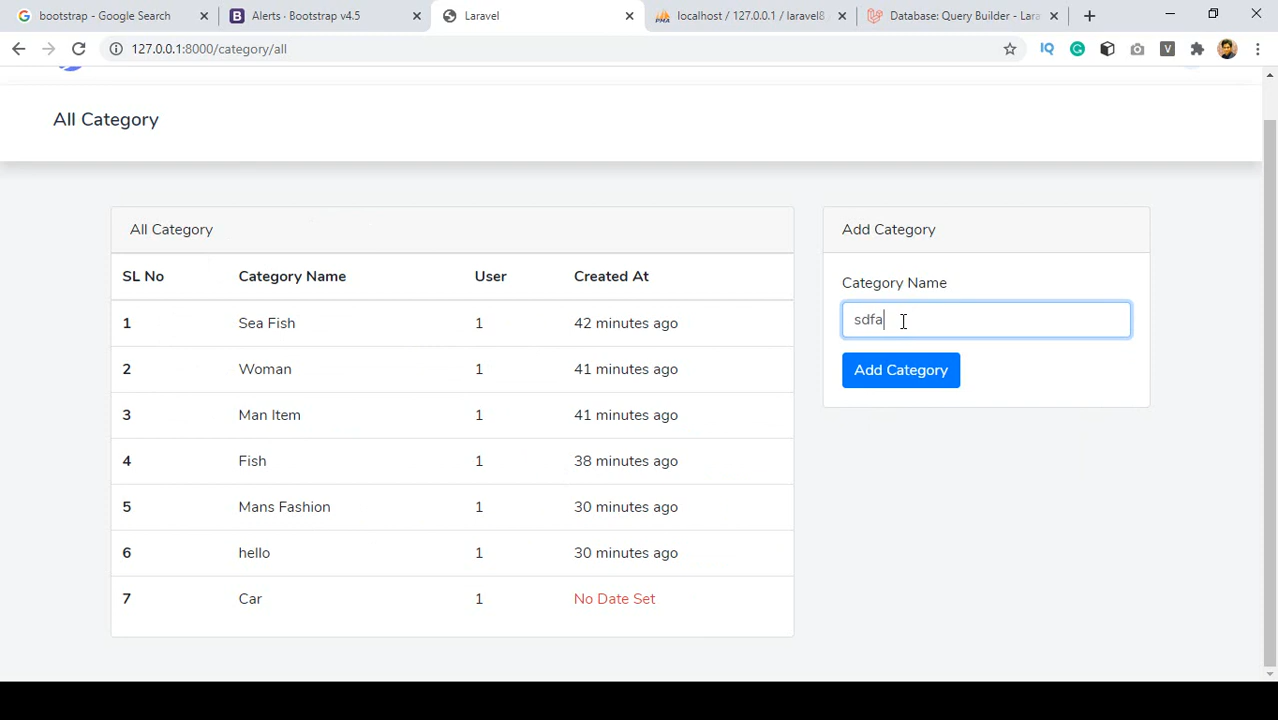 bootstrap - Google Search
Alerts · Bootstrap v4.5
Laravel
localhost / 127.0.0.1 / laravel8
Database: Query Builder - Lara
127.0.0.1:8000/category/all
All Category
All Category
SL No Category Name User Created At
1 Sea Fish 1 42 minutes ago
2 Woman 1 41 minutes ago
3 Man Item 1 41 minutes ago
4 Fish 1 38 minutes ago
5 Mans Fashion 1 30 minutes ago
6 hello 1 30 minutes ago
7 Car 1 No Date Set
Add Category
Category Name
sdfa
Add Category